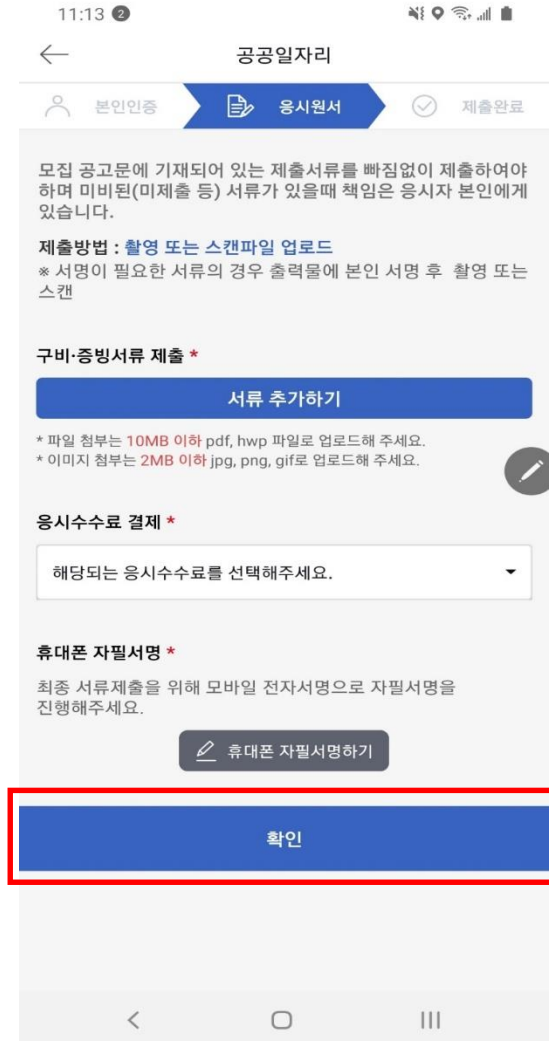 11:13 2
공공일자리
본인인증 응시원서 제출완료
모집 공고문에 기재되어 있는 제출서류를 빠짐없이 제출하여야
하며 미비된(미제출 등) 서류가 있을때 책임은 응시자 본인에게
있습니다.
제출방법 : 촬영 또는 스캔파일 업로드
※ 서명이 필요한 서류의 경우 출력물에 본인 서명 후 촬영 또는
스캔
구비·증빙서류 제출 *
서류 추가하기
* 파일 첨부는 10MB 이하 pdf, hwp 파일로 업로드해 주세요.
* 이미지 첨부는 2MB 이하 jpg, png, gif로 업로드해 주세요.
응시수수료 결제 *
해당되는 응시수수료를 선택해주세요.
휴대폰 자필서명 *
최종 서류제출을 위해 모바일 전자서명으로 자필서명을
진행해주세요.
휴대폰 자필서명하기
확인